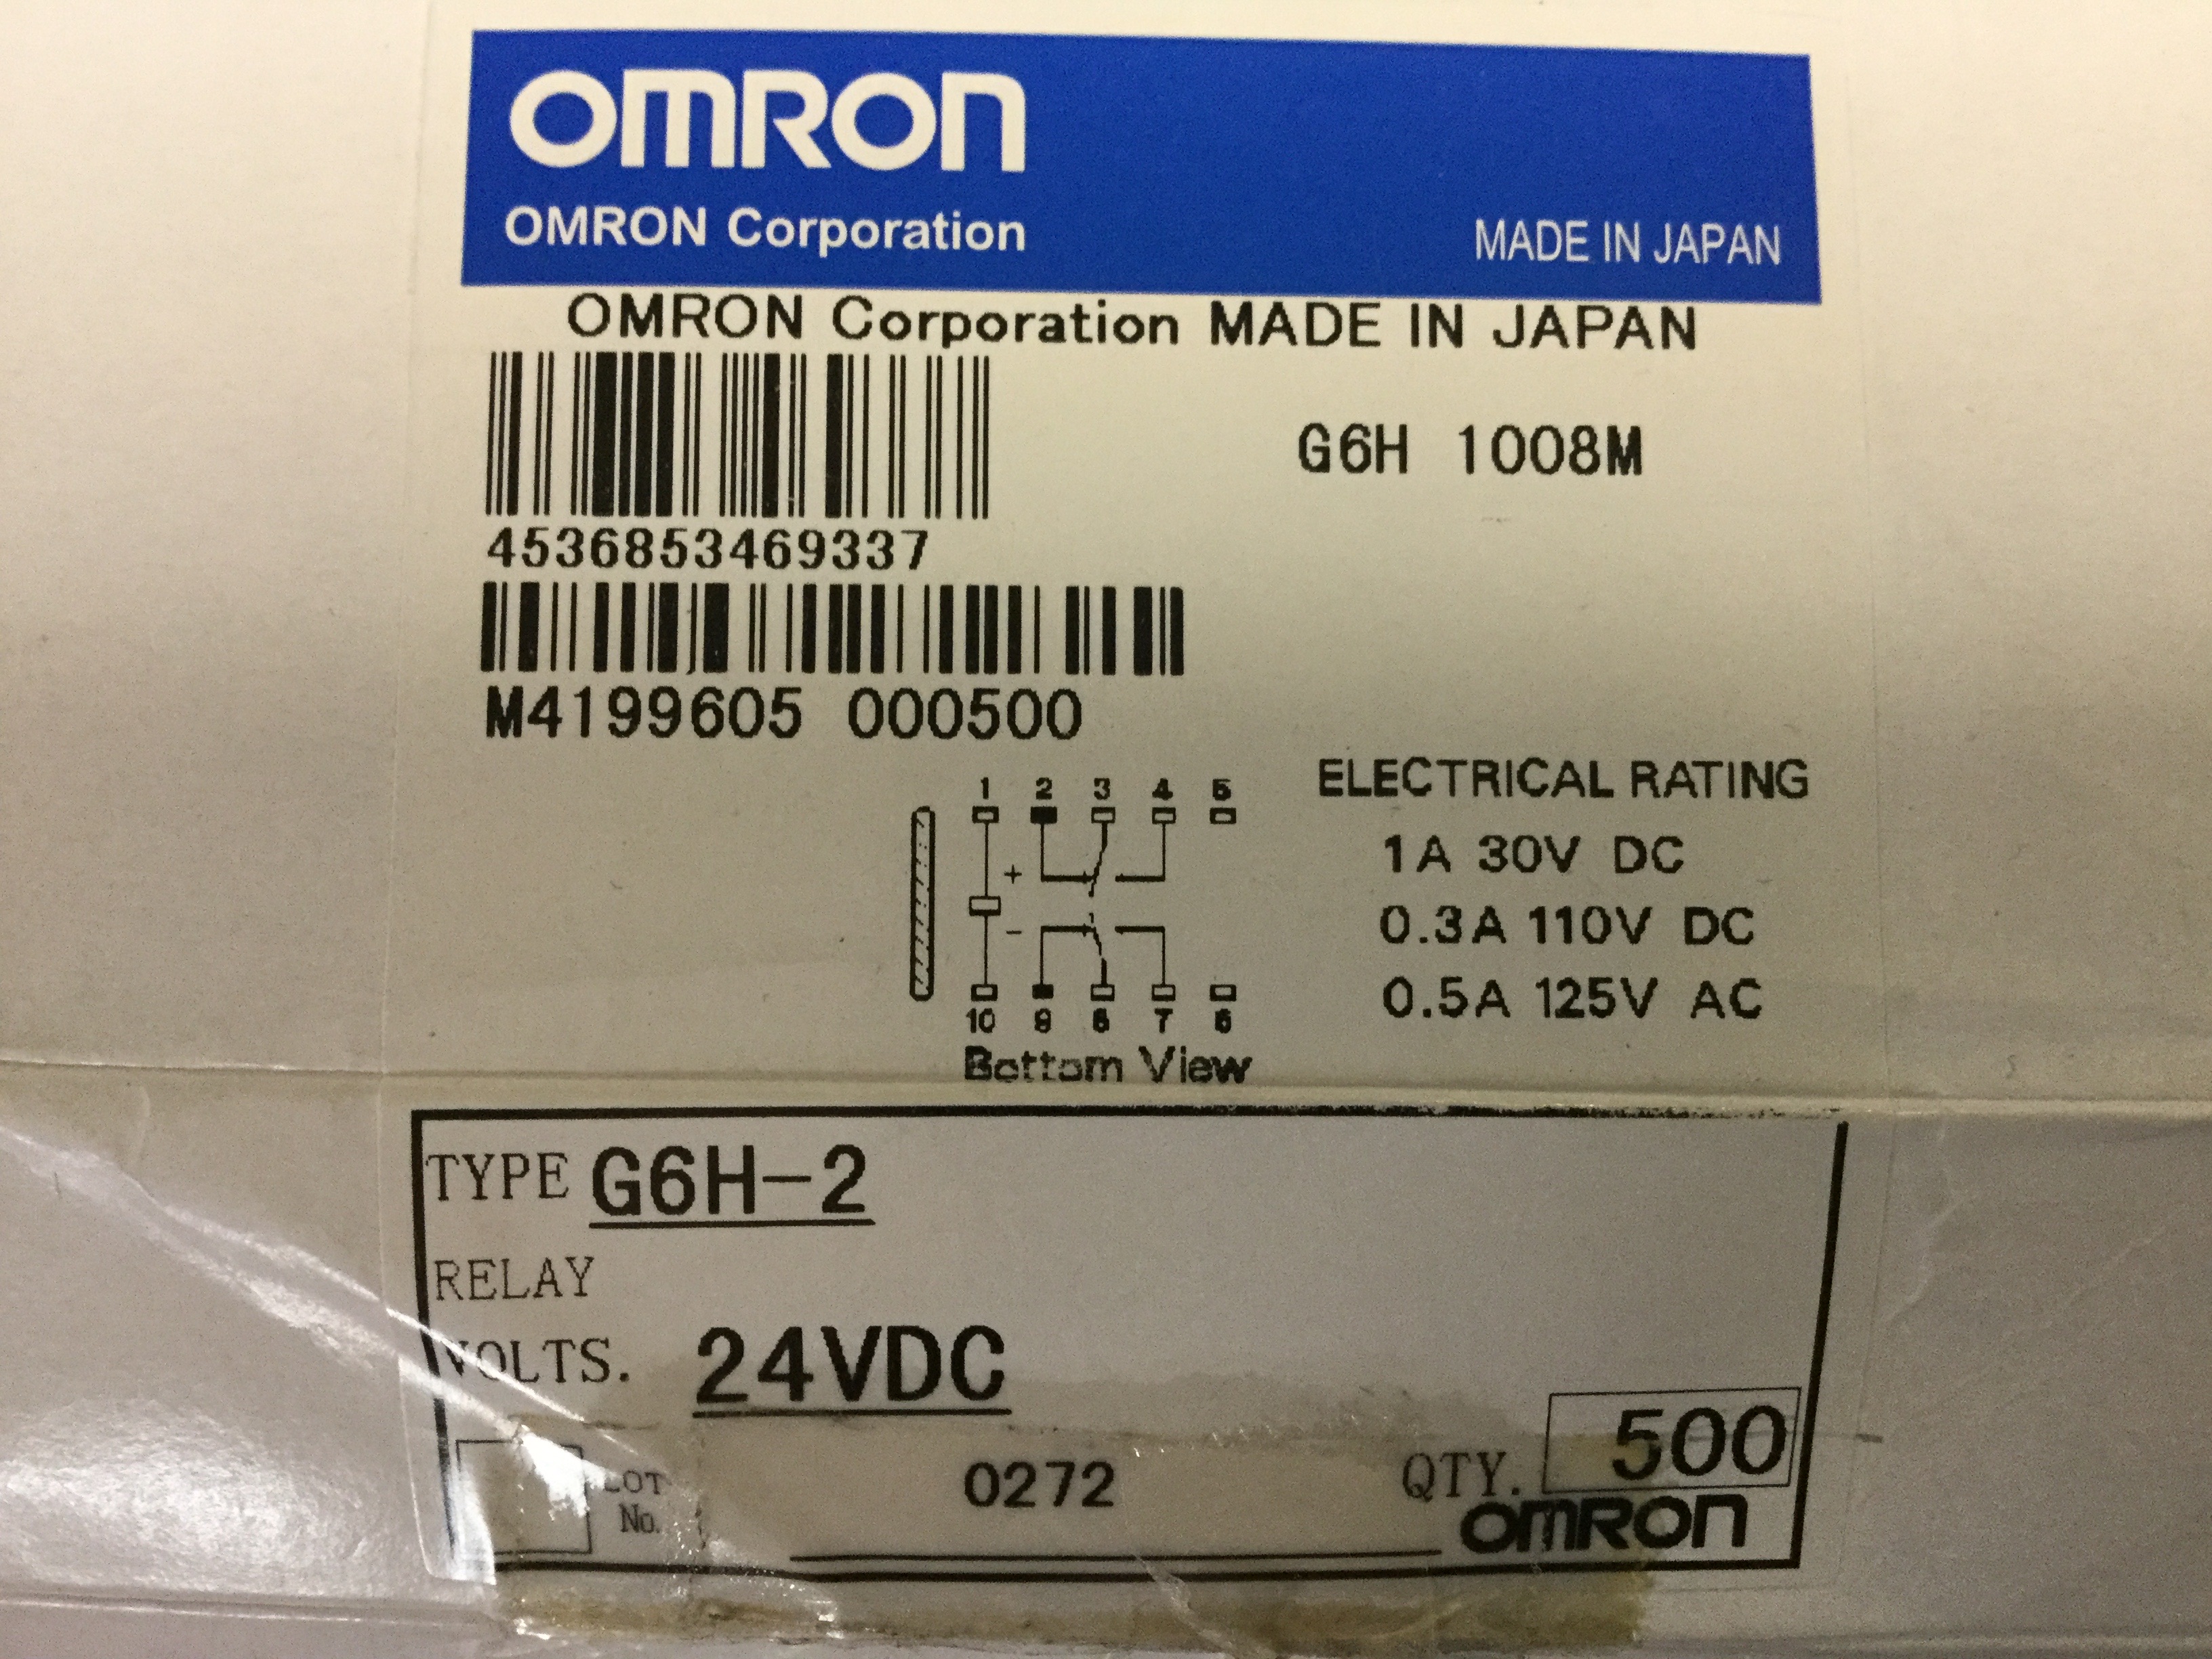 OMRON
OMRON Corporation
MADE IN JAPAN
OMRON Corporation MADE IN JAPAN
G6H 1008M
4536853469337
M4199605 000500
1 2 3 4 5
+
-
10 9 8 7 6
Bottom View
ELECTRICAL RATING
1A 30V DC
0.3A 110V DC
0.5A 125V AC
TYPE G6H-2
RELAY
VOLTS. 24VDC
LOT No. 0272
QTY. 500
OMRON